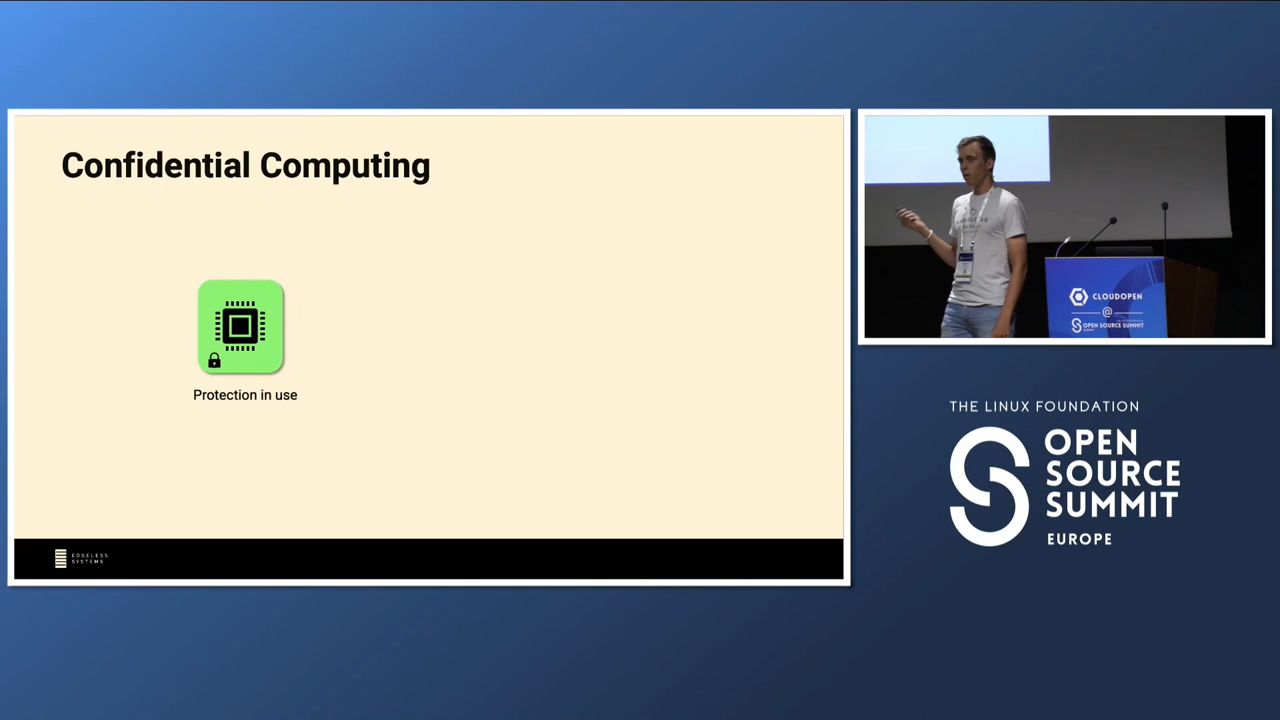 Confidential Computing
Protection in use
EDGELESS
SYSTEMS
CLOUDOPEN
@
OPEN SOURCE SUMMIT
THE LINUX FOUNDATION
OPEN
SOURCE
SUMMIT
EUROPE